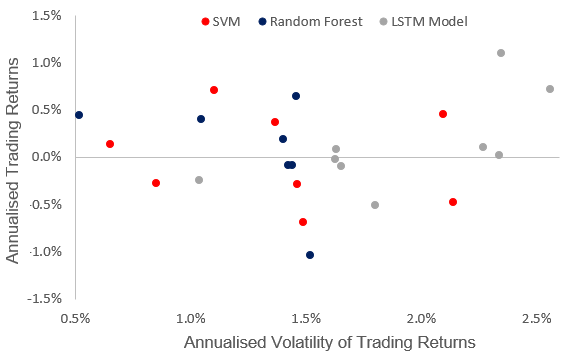 SVM Random Forest LSTM Model
1.5%
1.0%
0.5%
0.0%
-0.5%
-1.0%
-1.5%
0.5% 1.0% 1.5% 2.0% 2.5%
Annualised Trading Returns
Annualised Volatility of Trading Returns